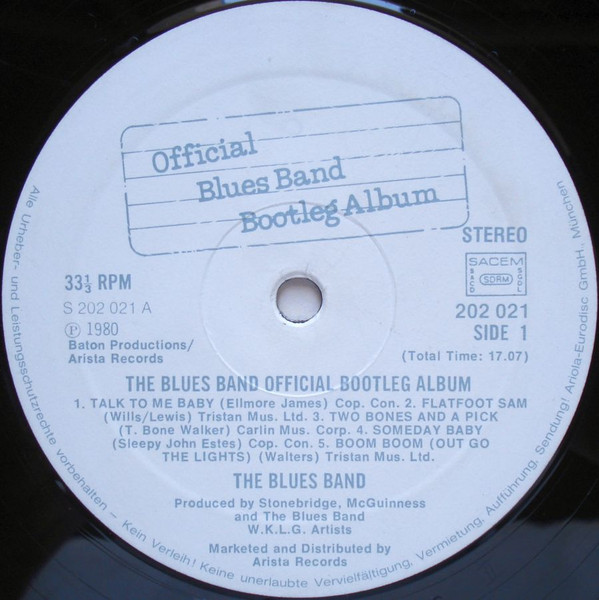 Official
Blues Band
Bootleg Album
STEREO
33⅓ RPM
S 202 021 A
Ⓟ 1980
Baton Productions/
Arista Records
SACEM
SACD
SDRM
SGDL
202 021
SIDE 1
(Total Time: 17.07)
THE BLUES BAND OFFICIAL BOOTLEG ALBUM
1. TALK TO ME BABY (Ellmore James) Cop. Con. 2. FLATFOOT SAM
(Wills/Lewis) Tristan Mus. Ltd. 3. TWO BONES AND A PICK
(T. Bone Walker) Carlin Mus. Corp. 4. SOMEDAY BABY
(Sleepy John Estes) Cop. Con. 5. BOOM BOOM (OUT GO
THE LIGHTS) (Walters) Tristan Mus. Ltd.
THE BLUES BAND
Produced by Stonebridge, McGuinness
and The Blues Band
W.K.L.G. Artists
Marketed and Distributed by
Arista Records
Alle Urheber- und Leistungsschutzrechte vorbehalten – Kein Verleih! Keine unerlaubte Vervielfältigung, Vermietung, Aufführung, Sendung! Ariola-Eurodisc GmbH., München